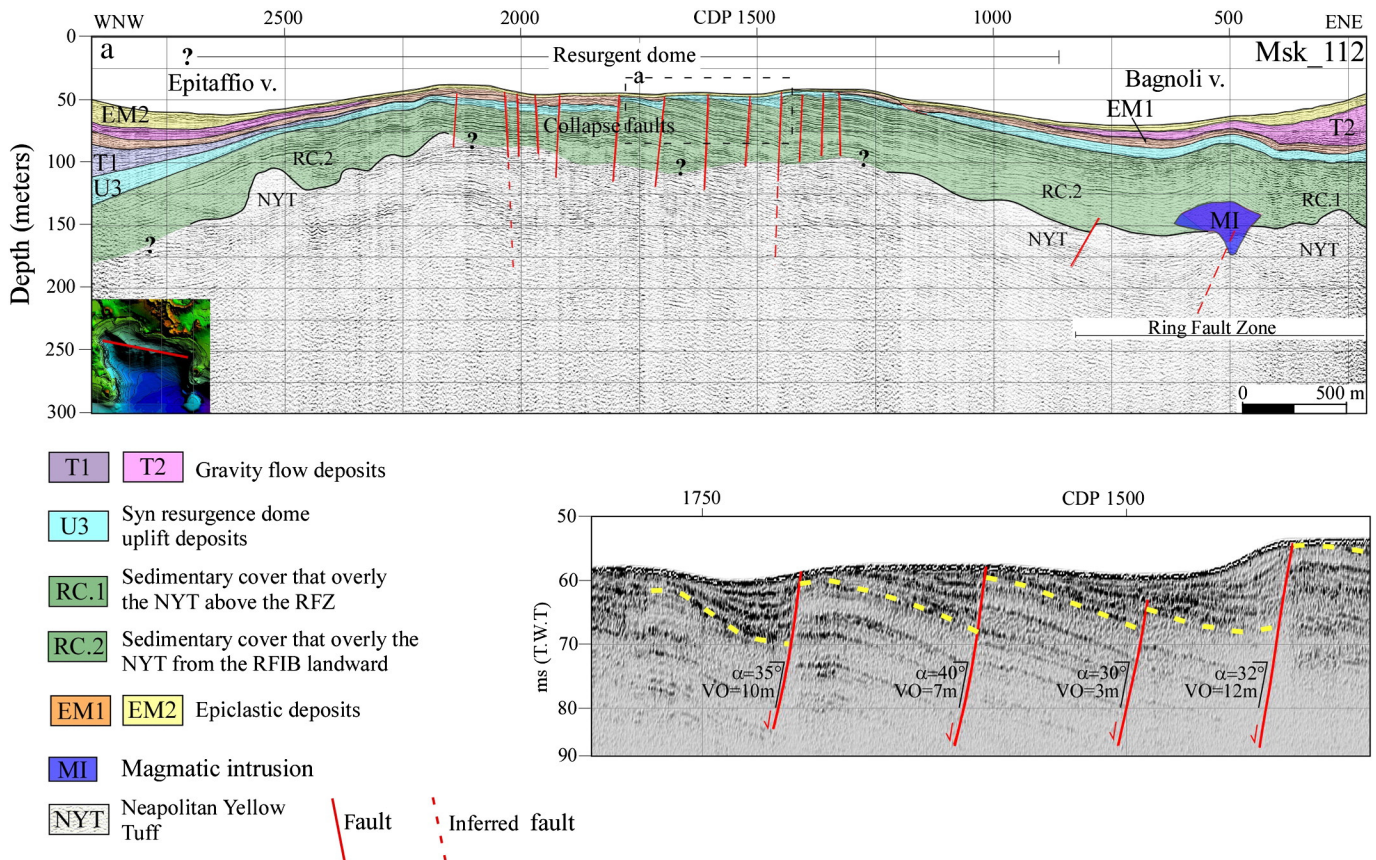 WNW 2500 2000 CDP 1500 1000 500 ENE
a
Msk_112
? Resurgent dome
a
Epitaffio v.
Bagnoli v.
Depth (meters)
0
50
100
150
200
250
300
EM2
T1
U3
RC.2
NYT
?
?
Collapse faults
?
?
EM1
T2
RC.2
NYT
MI
RC.1
NYT
Ring Fault Zone
0 500 m
T1 T2 Gravity flow deposits
U3 Syn resurgence dome
uplift deposits
RC.1 Sedimentary cover that overly
the NYT above the RFZ
RC.2 Sedimentary cover that overly the
NYT from the RFIB landward
EM1 EM2 Epiclastic deposits
MI Magmatic intrusion
NYT Neapolitan Yellow
Tuff
Fault
Inferred fault
1750 CDP 1500
ms (T.W.T)
50
60
70
80
90
α=35°
VO=10m
α=40°
VO=7m
α=30°
VO=3m
α=32°
VO=12m